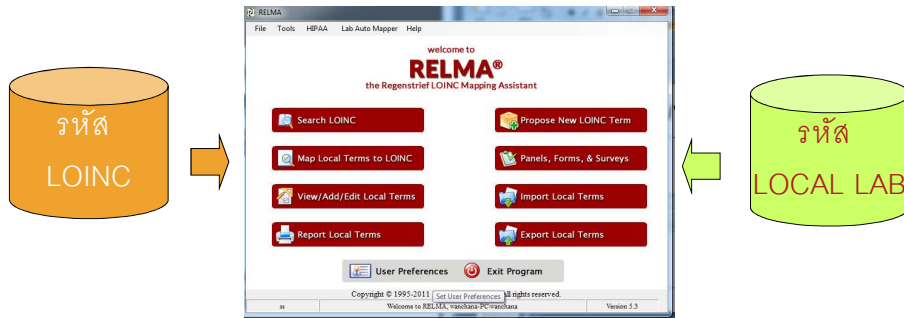 RELMA
File Tools HIPAA Lab Auto Mapper Help
welcome to
RELMA®
the Regenstrief LOINC Mapping Assistant
รหัส
LOINC
Search LOINC
Propose New LOINC Term
Map Local Terms to LOINC
Panels, Forms, & Surveys
View/Add/Edit Local Terms
Import Local Terms
Report Local Terms
Export Local Terms
รหัส
LOCAL LAB
User Preferences Exit Program
Copyright © 1995-2011 All rights reserved.
Set User Preferences
ss Welcome to RELMA, wanchana-PC\wanchana Version 5.3